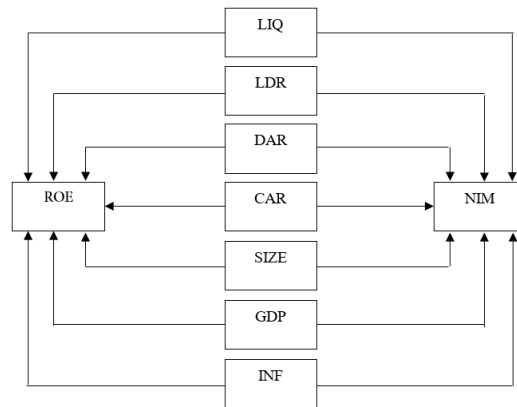 LIQ
LDR
DAR
ROE
CAR
NIM
SIZE
GDP
INF